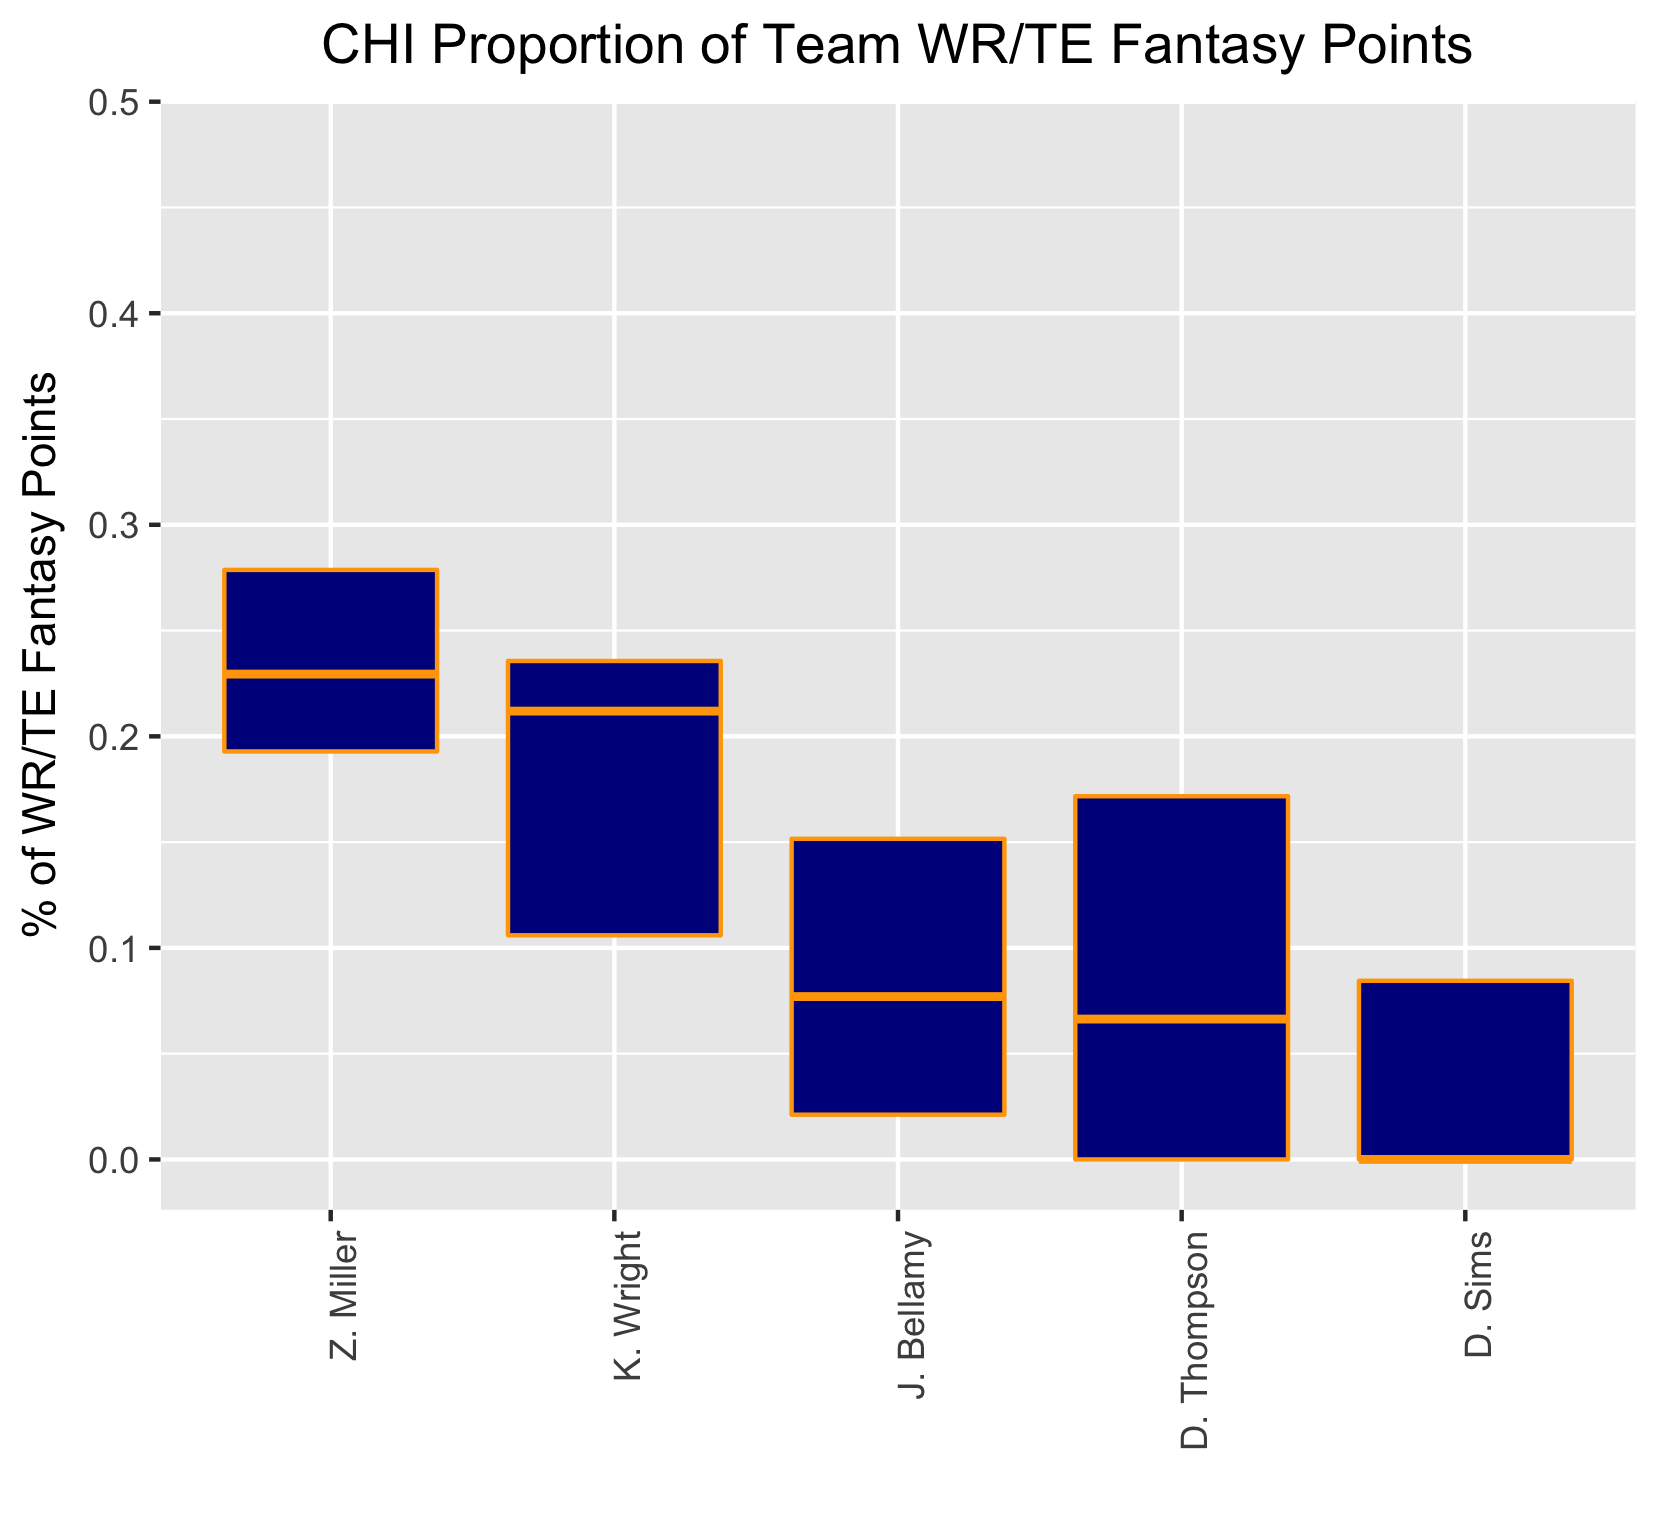 CHI Proportion of Team WR/TE Fantasy Points
% of WR/TE Fantasy Points
0.5
0.4
0.3
0.2
0.1
0.0
Z. Miller
K. Wright
J. Bellamy
D. Thompson
D. Sims